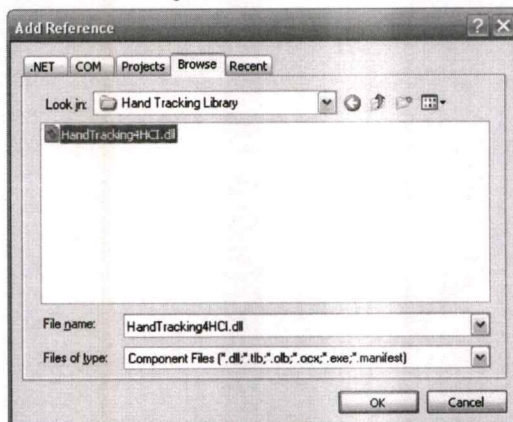 Add Reference
.NET COM Projects Browse Recent
Look in: Hand Tracking Library
HandTracking4HCI.dll
File name: HandTracking4HCI.dll
Files of type: Component Files (*.dll;*.tlb;*.olb;*.ocx;*.exe;*.manifest)
OK Cancel